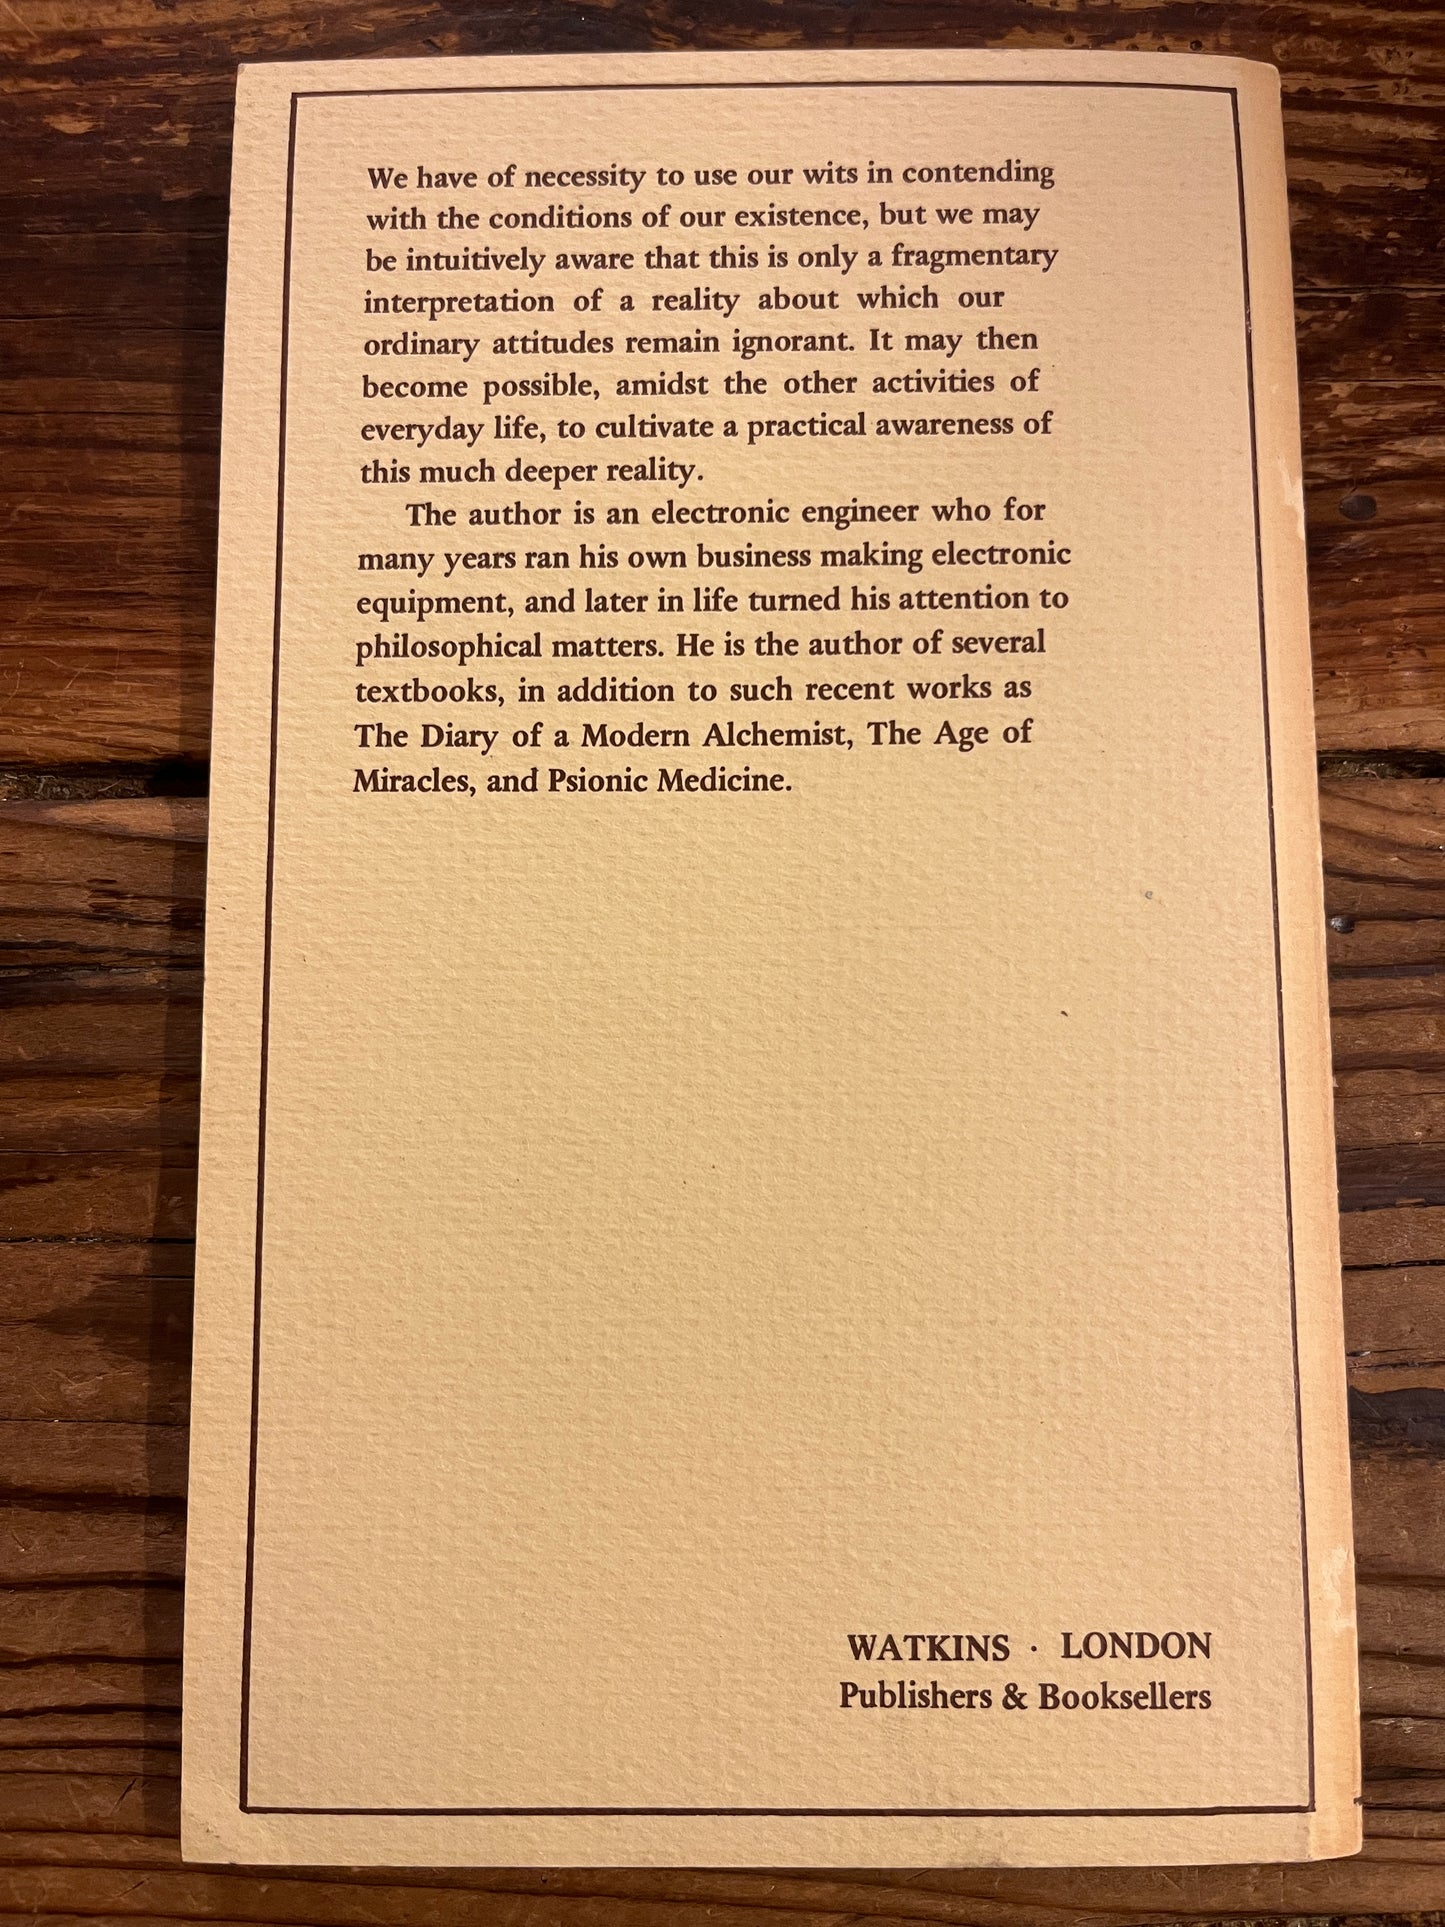 We have of necessity to use our wits in contending
with the conditions of our existence, but we may
be intuitively aware that this is only a fragmentary
interpretation of a reality about which our
ordinary attitudes remain ignorant. It may then
become possible, amidst the other activities of
everyday life, to cultivate a practical awareness of
this much deeper reality.
The author is an electronic engineer who for
many years ran his own business making electronic
equipment, and later in life turned his attention to
philosophical matters. He is the author of several
textbooks, in addition to such recent works as
The Diary of a Modern Alchemist, The Age of
Miracles, and Psionic Medicine.
WATKINS · LONDON
Publishers & Booksellers